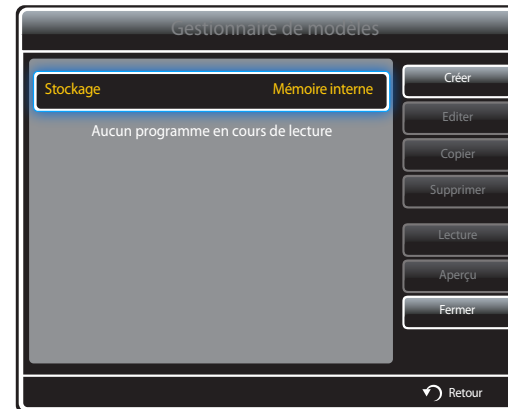 Gestionnaire de modèles
Stockage Mémoire interne
Aucun programme en cours de lecture
Créer
Editer
Copier
Supprimer
Lecture
Aperçu
Fermer
Retour